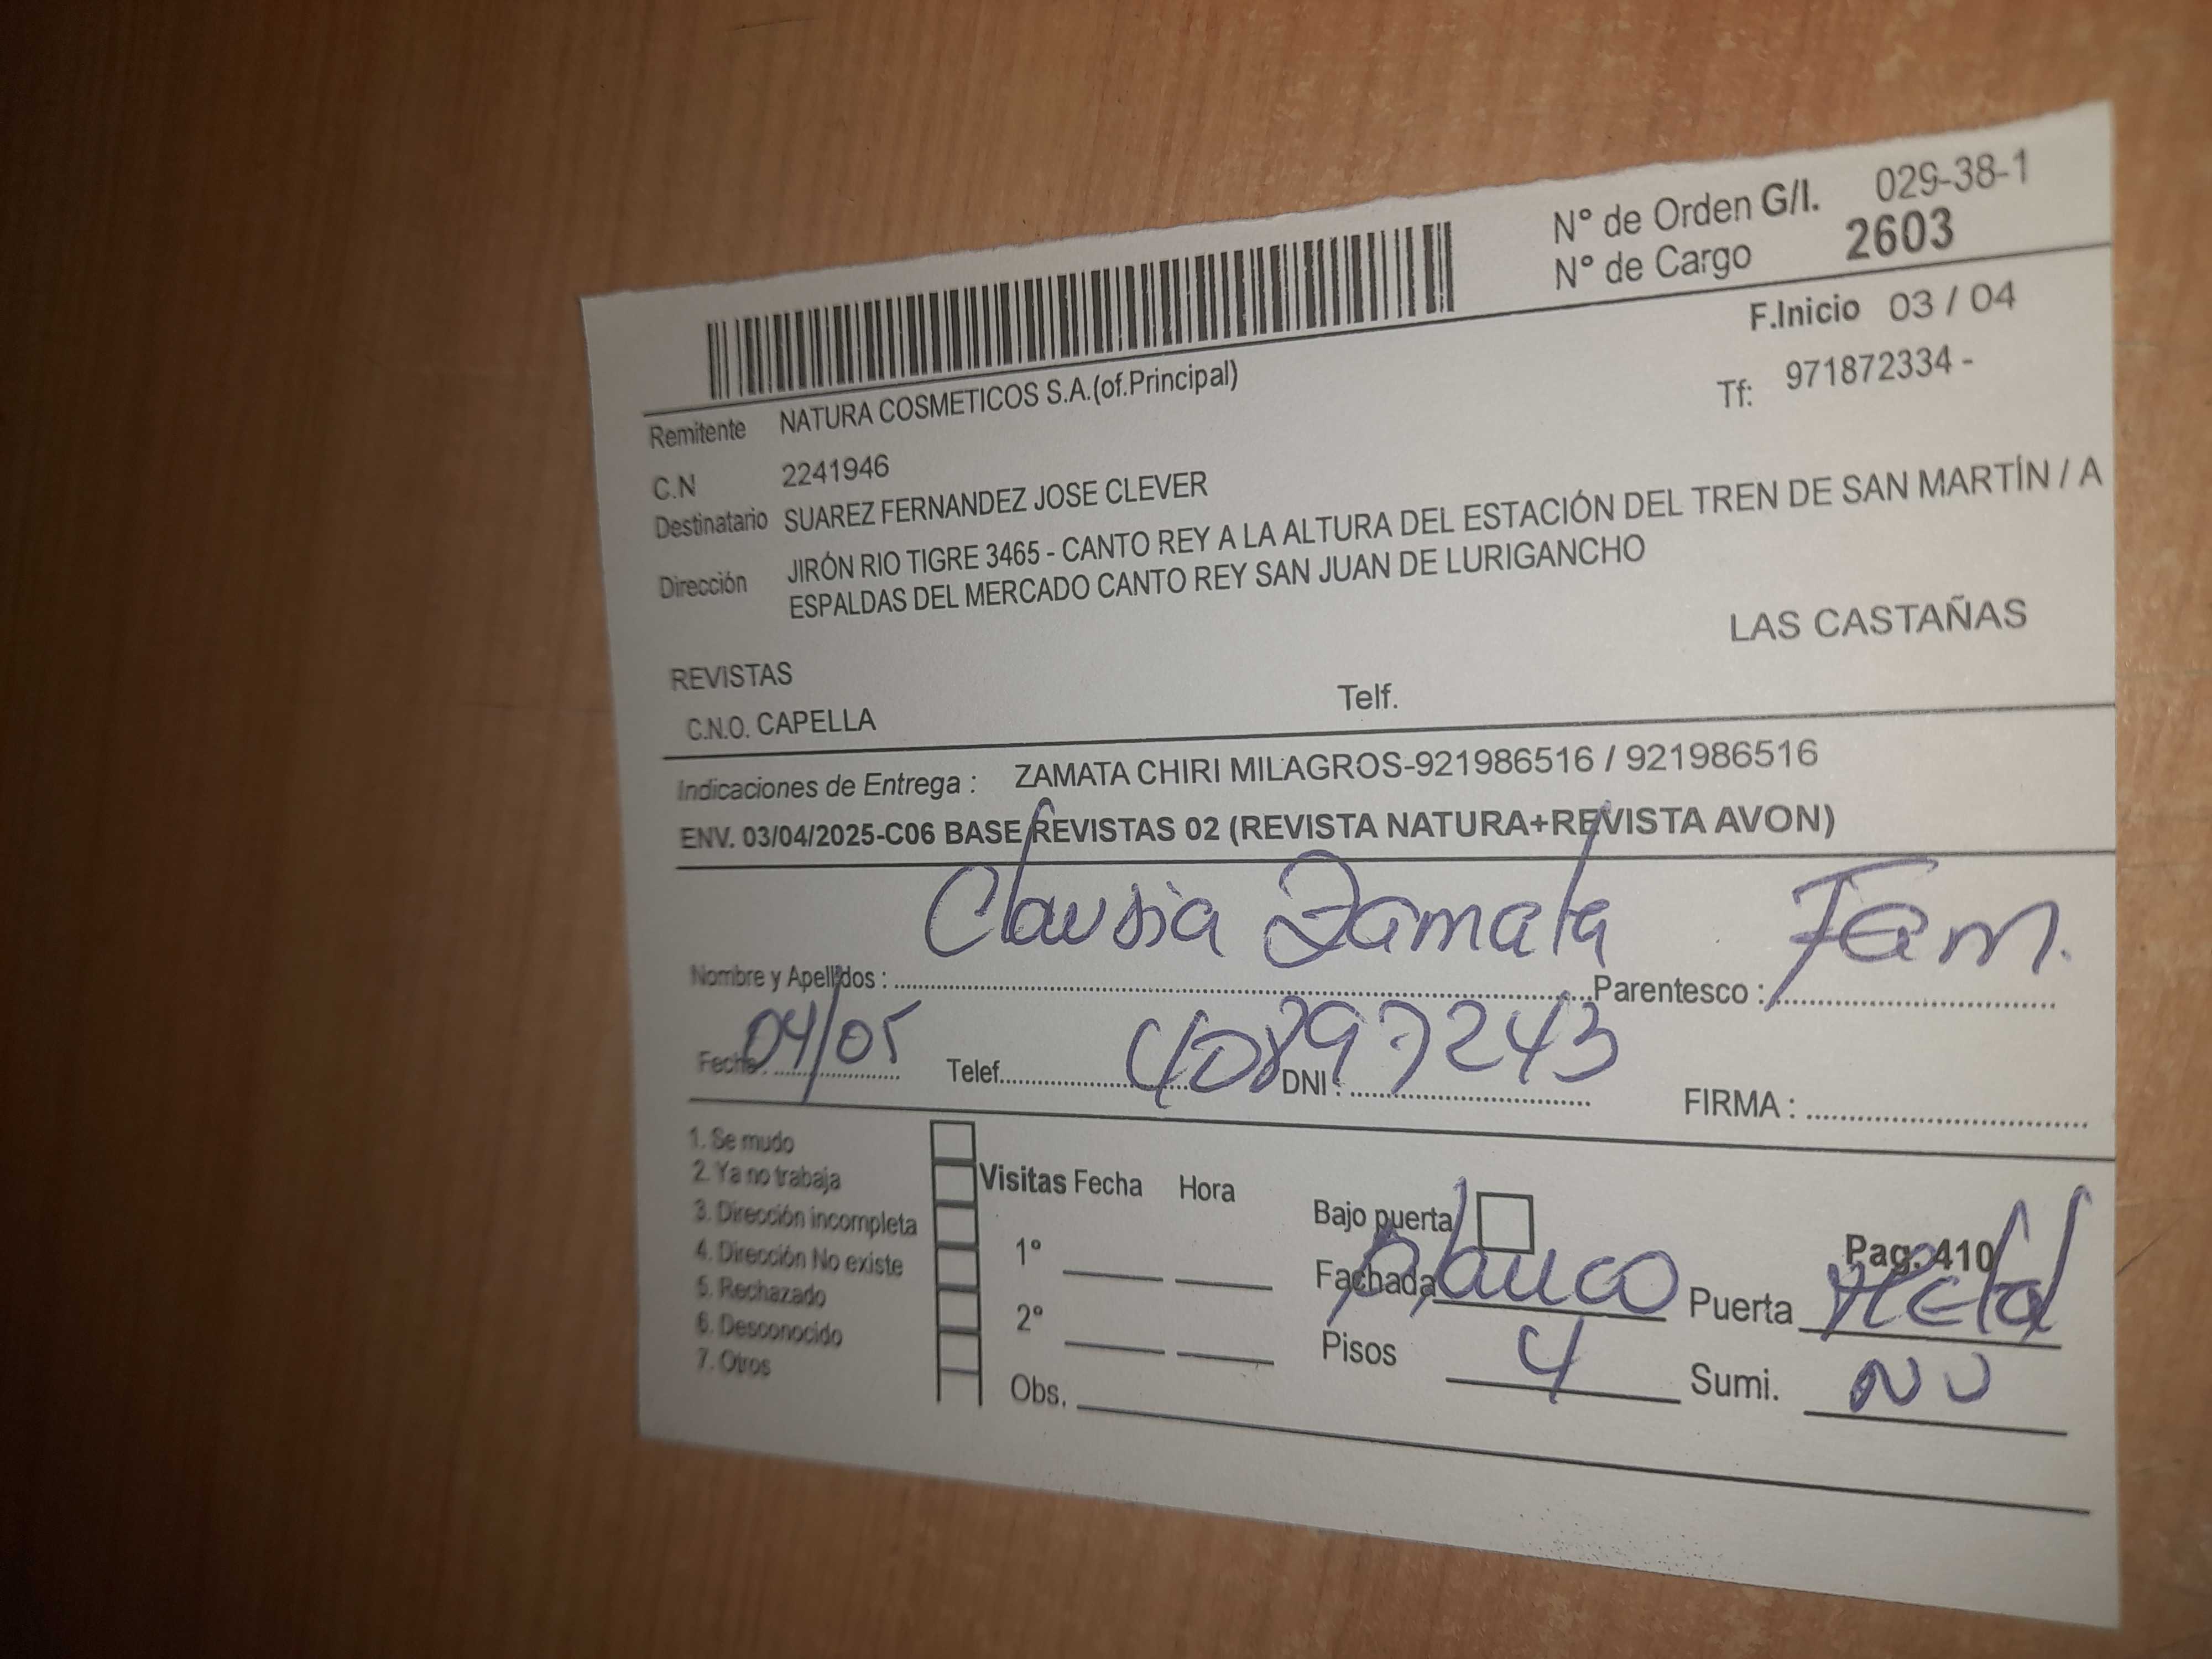 N° de Orden G/I. 029-38-1
N° de Cargo 2603
F.Inicio 03 / 04
Remitente NATURA COSMETICOS S.A.(of.Principal)
Tf: 971872334 -
C.N 2241946
Destinatario SUAREZ FERNANDEZ JOSE CLEVER
Dirección JIRÓN RIO TIGRE 3465 - CANTO REY A LA ALTURA DEL ESTACIÓN DEL TREN DE SAN MARTÍN / A
ESPALDAS DEL MERCADO CANTO REY SAN JUAN DE LURIGANCHO
LAS CASTAÑAS
REVISTAS
C.N.O. CAPELLA Telf.
Indicaciones de Entrega : ZAMATA CHIRI MILAGROS-921986516 / 921986516
ENV. 03/04/2025-C06 BASE REVISTAS 02 (REVISTA NATURA+REVISTA AVON)
Nombre y Apellidos : Claudia Zamata Parentesco : Fam.
Fecha: 04/05 Telef. DNI : 40897243 FIRMA :
1. Se mudo
2. Ya no trabaja
3. Dirección incompleta
4. Dirección No existe
5. Rechazado
6. Desconocido
7. Otros
Visitas Fecha Hora
1°
2°
Obs.
Bajo puerta
Pag. 410
Fachada blanco Puerta Metal
Pisos 4 Sumi. NO